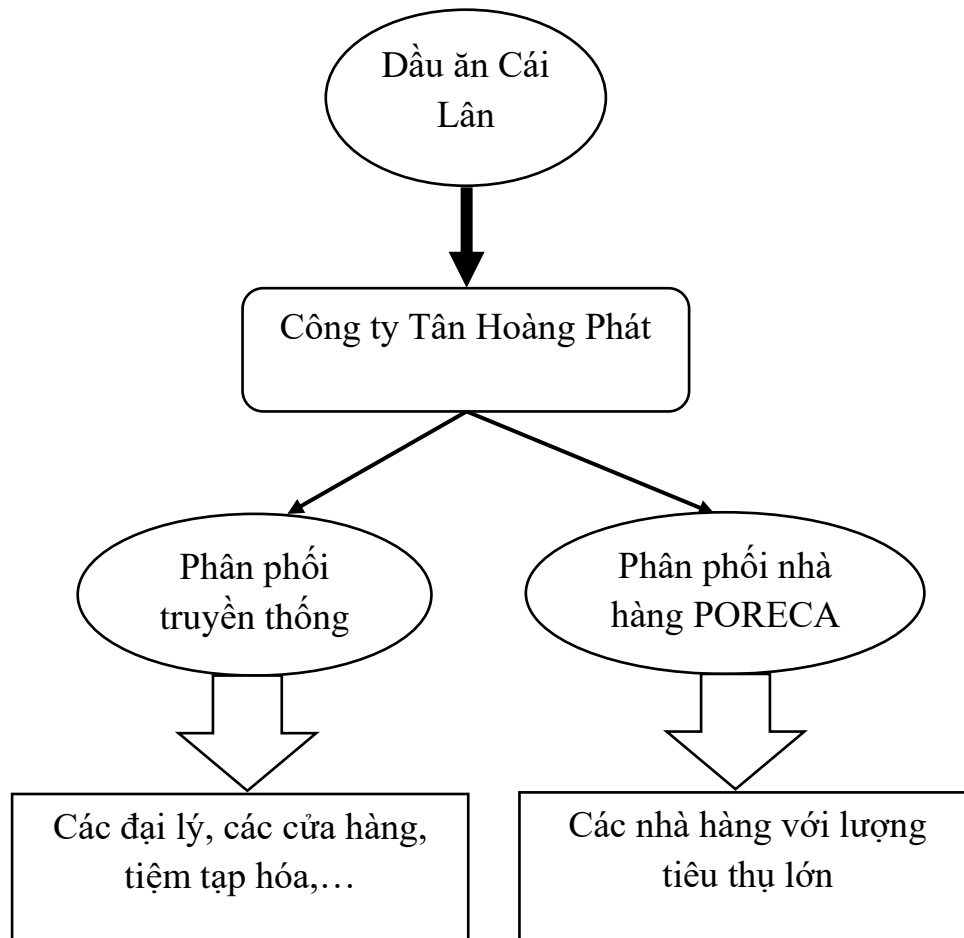 Dầu ăn Cái
Lân
Công ty Tân Hoàng Phát
Phân phối
truyền thống
Phân phối nhà
hàng PORECA
Các đại lý, các cửa hàng,
tiệm tạp hóa,…
Các nhà hàng với lượng
tiêu thụ lớn